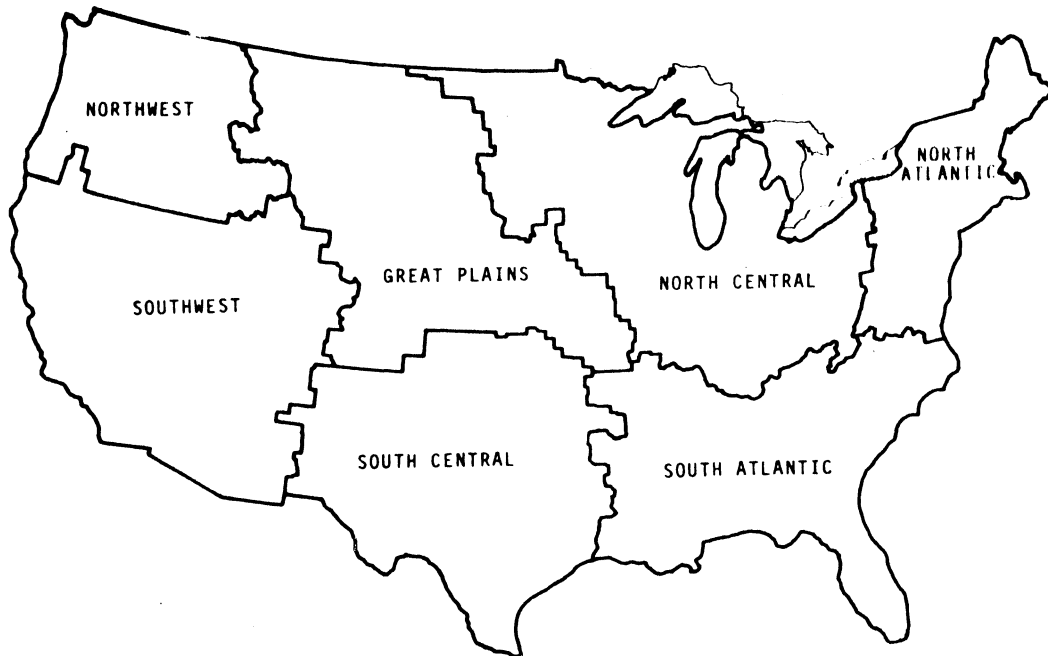 NORTHWEST
NORTH
ATLANTIC
GREAT PLAINS
NORTH CENTRAL
SOUTHWEST
SOUTH CENTRAL
SOUTH ATLANTIC